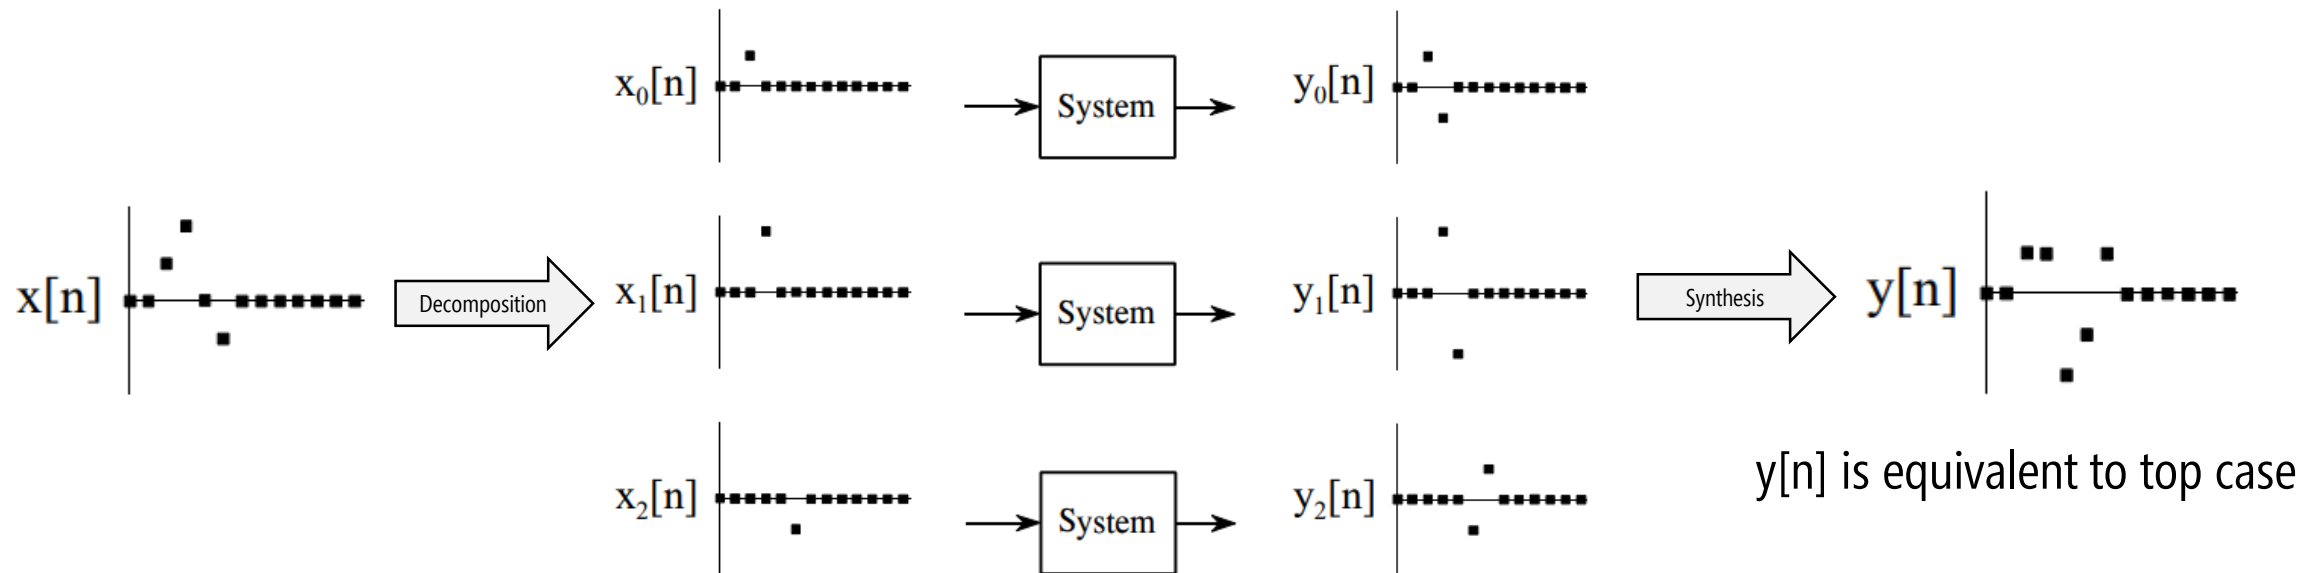 x₀[n]
System
y₀[n]
x[n]
Decomposition
x₁[n]
System
y₁[n]
Synthesis
y[n]
x₂[n]
System
y₂[n]
y[n] is equivalent to top case